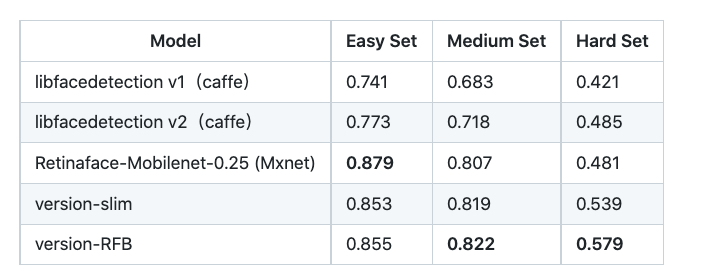 Model Easy Set Medium Set Hard Set
libfacedetection v1（caffe） 0.741 0.683 0.421
libfacedetection v2（caffe） 0.773 0.718 0.485
Retinaface-Mobilenet-0.25 (Mxnet) 0.879 0.807 0.481
version-slim 0.853 0.819 0.539
version-RFB 0.855 0.822 0.579